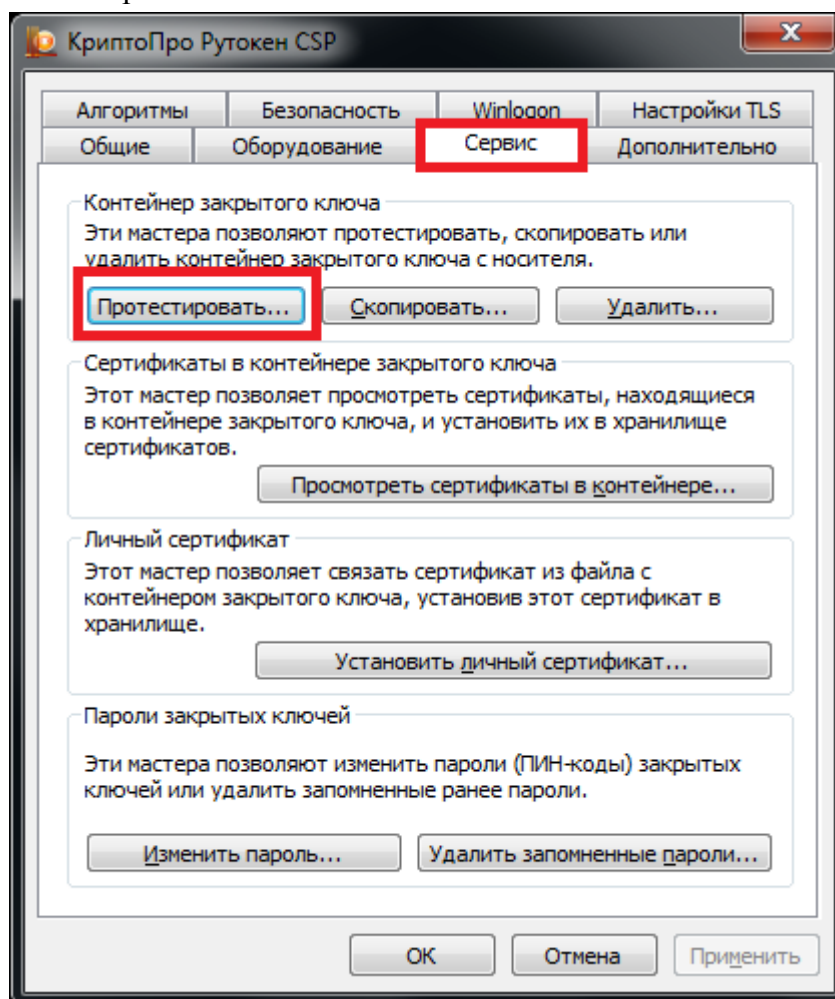 КриптоПро Рутокен CSP
Алгоритмы Безопасность Winlogon Настройки TLS
Общие Оборудование Сервис Дополнительно
Контейнер закрытого ключа
Эти мастера позволяют протестировать, скопировать или
удалить контейнер закрытого ключа с носителя.
Протестировать... Скопировать... Удалить...
Сертификаты в контейнере закрытого ключа
Этот мастер позволяет просмотреть сертификаты, находящиеся
в контейнере закрытого ключа, и установить их в хранилище
сертификатов.
Просмотреть сертификаты в контейнере...
Личный сертификат
Этот мастер позволяет связать сертификат из файла с
контейнером закрытого ключа, установив этот сертификат в
хранилище.
Установить личный сертификат...
Пароли закрытых ключей
Эти мастера позволяют изменить пароли (ПИН-коды) закрытых
ключей или удалить запомненные ранее пароли.
Изменить пароль... Удалить запомненные пароли...
ОК Отмена Применить